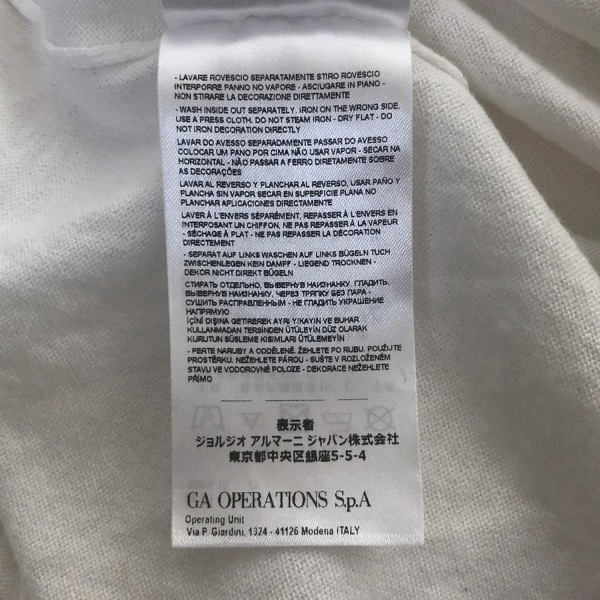 - LAVARE ROVESCIO SEPARATAMENTE STIRO ROVESCIO
INTERPORRE PANNO NO VAPORE - ASCIUGARE IN PIANO -
NON STIRARE LA DECORAZIONE DIRETTAMENTE
- WASH INSIDE OUT SEPARATELY. IRON ON THE WRONG SIDE.
USE A PRESS CLOTH. DO NOT STEAM IRON - DRY FLAT - DO
NOT IRON DECORATION DIRECTLY
LAVAR DO AVESSO SEPARADAMENTE PASSAR DO AVESSO
COLOCAR UM PANO POR CIMA NÃO USAR VAPOR - SECAR NA
HORIZONTAL - NÃO PASSAR A FERRO DIRETAMENTE SOBRE
AS DECORAÇÕES
LAVAR AL REVERSO Y PLANCHAR AL REVERSO, USAR PAÑO Y
PLANCHA SIN VAPOR SECAR EN SUPERFICIE PLANA NO
PLANCHAR APLICACIONES DIRECTAMENTE
LAVER À L'ENVERS SÉPARÉMENT, REPASSER À L'ENVERS EN
INTERPOSANT UN CHIFFON, NE PAS REPASSER À LA VAPEUR
- SÉCHAGE À PLAT - NE PAS REPASSER LA DÉCORATION
DIRECTEMENT
- SEPARAT AUF LINKS WASCHEN AUF LINKS BÜGELN TUCH
ZWISCHENLEGEN KEIN DAMPF - LIEGEND TROCKNEN -
DEKOR NICHT DIREKT BÜGELN
СТИРАТЬ ОТДЕЛЬНО, ВЫВЕРНУВ НАИЗНАНКУ. ГЛАДИТЬ,
ВЫВЕРНУВ НАИЗНАНКУ, ЧЕРЕЗ ТРЯПКУ БЕЗ ПАРА -
СУШИТЬ РАСПРАВЛЕННЫМ - НЕ ГЛАДИТЬ УКРАШЕНИЕ
НАПРЯМУЮ
İÇİNİ DIŞINA GETİREREK AYRI YIKAYIN VE BUHAR
KULLANMADAN TERSİNDEN ÜTÜLEYİN DÜZ OLARAK
KURUTUN SÜSLEME KISIMLARI ÜTÜLEMEYİN
- PERTE NARUBY A ODDĚLENĚ. ŽEHLETE PO RUBU. POUŽIJTE
PROSTĚRKU. NEŽEHLETE PÁROU - SUŠTE V ROZLOŽENÉM
STAVU VE VODOROVNÉ POLOZE - DEKORACE NEŽEHLETE
PŘÍMO
表示者
ジョルジオ アルマーニ ジャパン株式会社
東京都中央区銀座5-5-4
GA OPERATIONS S.p.A
Operating Unit
Via P. Giardini, 1324 - 41126 Modena ITALY